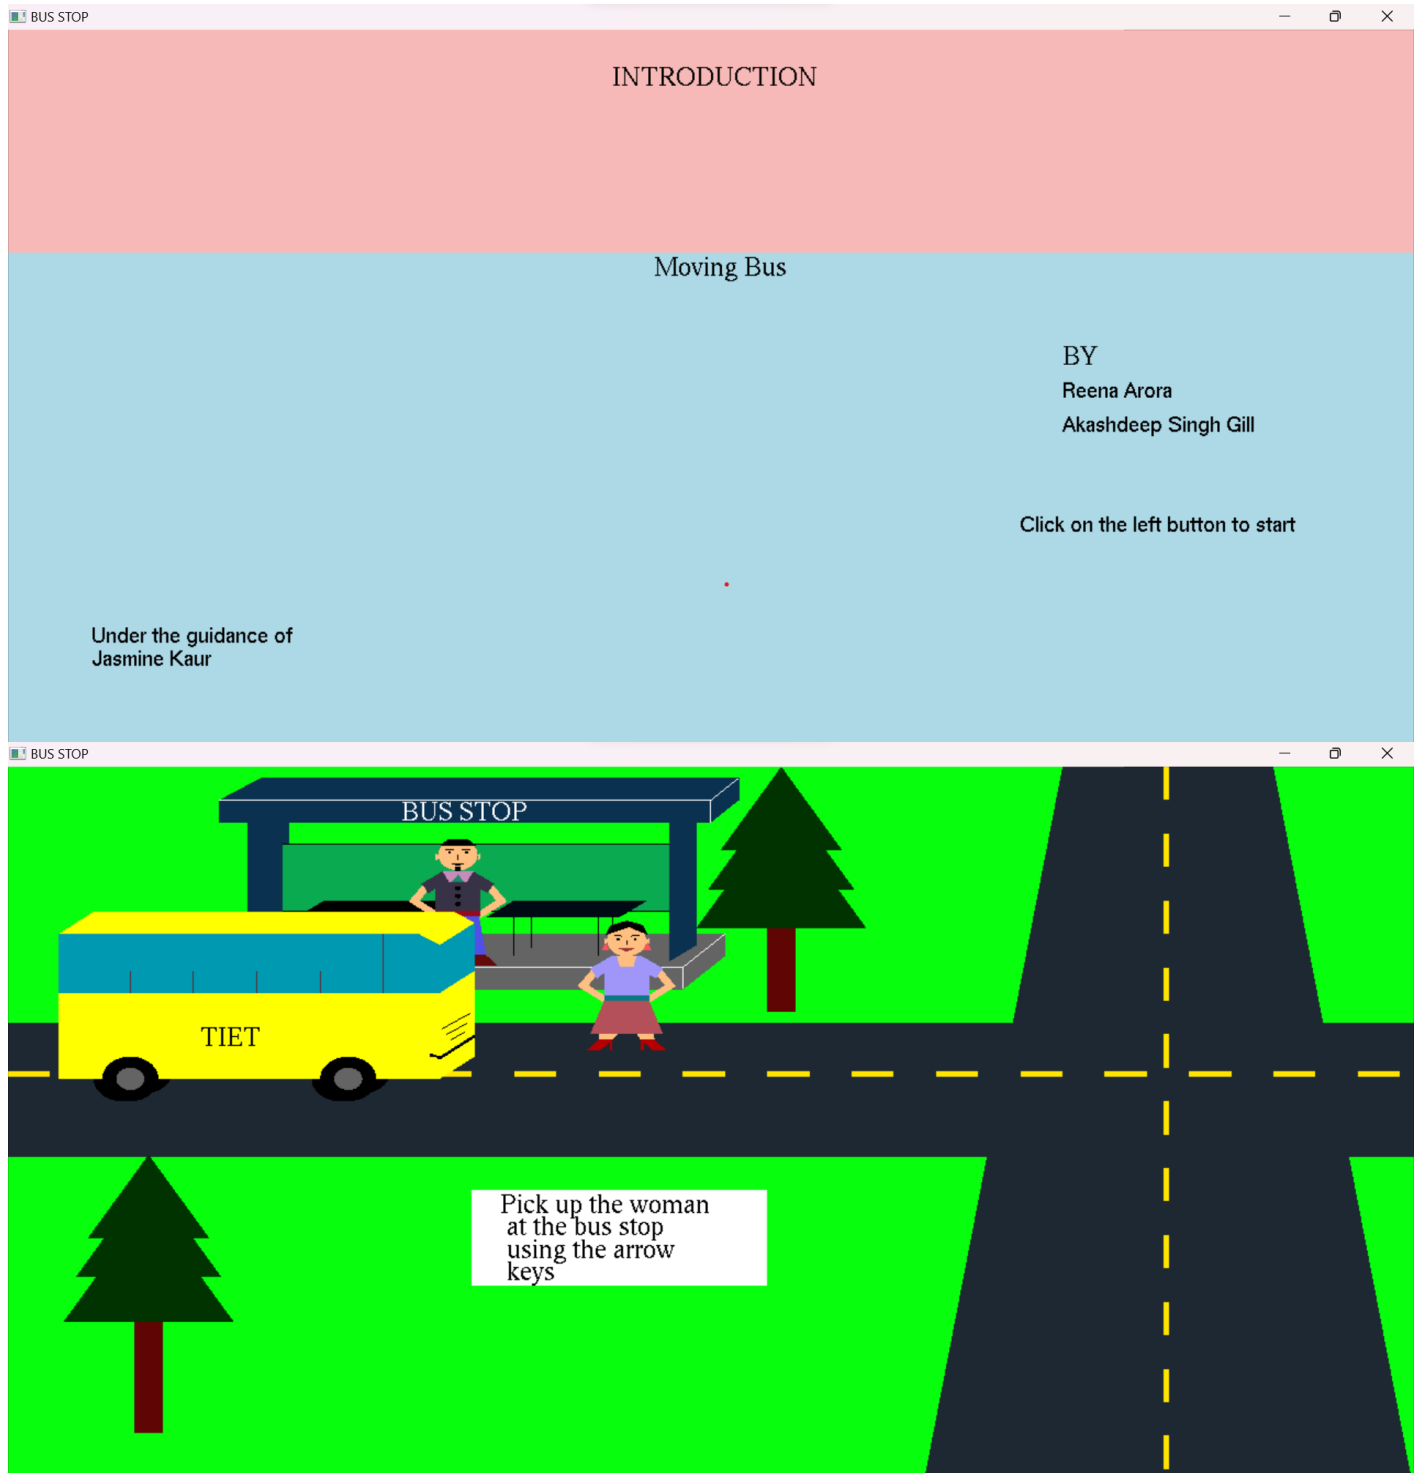 BUS STOP
INTRODUCTION
Moving Bus
BY
Reena Arora
Akashdeep Singh Gill
Click on the left button to start
Under the guidance of
Jasmine Kaur
BUS STOP
BUS STOP
TIET
Pick up the woman
at the bus stop
using the arrow
keys